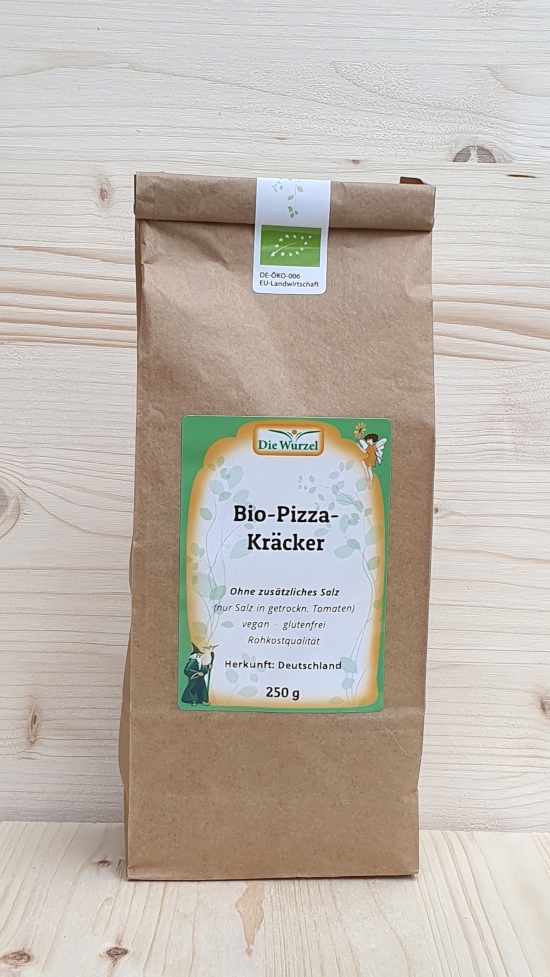 DE-ÖKO-006
EU-Landwirtschaft
Die Wurzel
Bio-Pizza-
Kräcker
Ohne zusätzliches Salz
(nur Salz in getrockn. Tomaten)
vegan · glutenfrei
Rohkostqualität
Herkunft: Deutschland
250 g